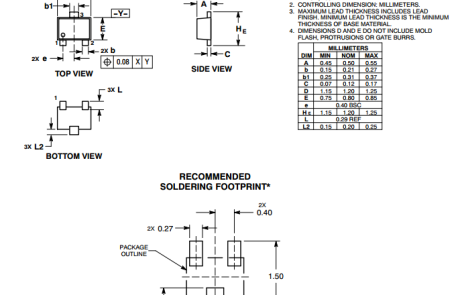 b1
-Y-
A
3
E
HE
1
2
2X e
2X b
C
0.08 X Y
TOP VIEW
SIDE VIEW
2. CONTROLLING DIMENSION: MILLIMETERS.
3. MAXIMUM LEAD THICKNESS INCLUDES LEAD
FINISH. MINIMUM LEAD THICKNESS IS THE MINIMUM
THICKNESS OF BASE MATERIAL.
4. DIMENSIONS D AND E DO NOT INCLUDE MOLD
FLASH, PROTRUSIONS OR GATE BURRS.
MILLIMETERS
DIM MIN NOM MAX
A 0.45 0.50 0.55
b 0.15 0.21 0.27
b1 0.25 0.31 0.37
C 0.07 0.12 0.17
D 1.15 1.20 1.25
E 0.75 0.80 0.85
e 0.40 BSC
HE 1.15 1.20 1.25
L 0.29 REF
L2 0.15 0.20 0.25
3X L
1
3X L2
BOTTOM VIEW
RECOMMENDED
SOLDERING FOOTPRINT*
2X
0.40
2X 0.27
PACKAGE
OUTLINE
1.50